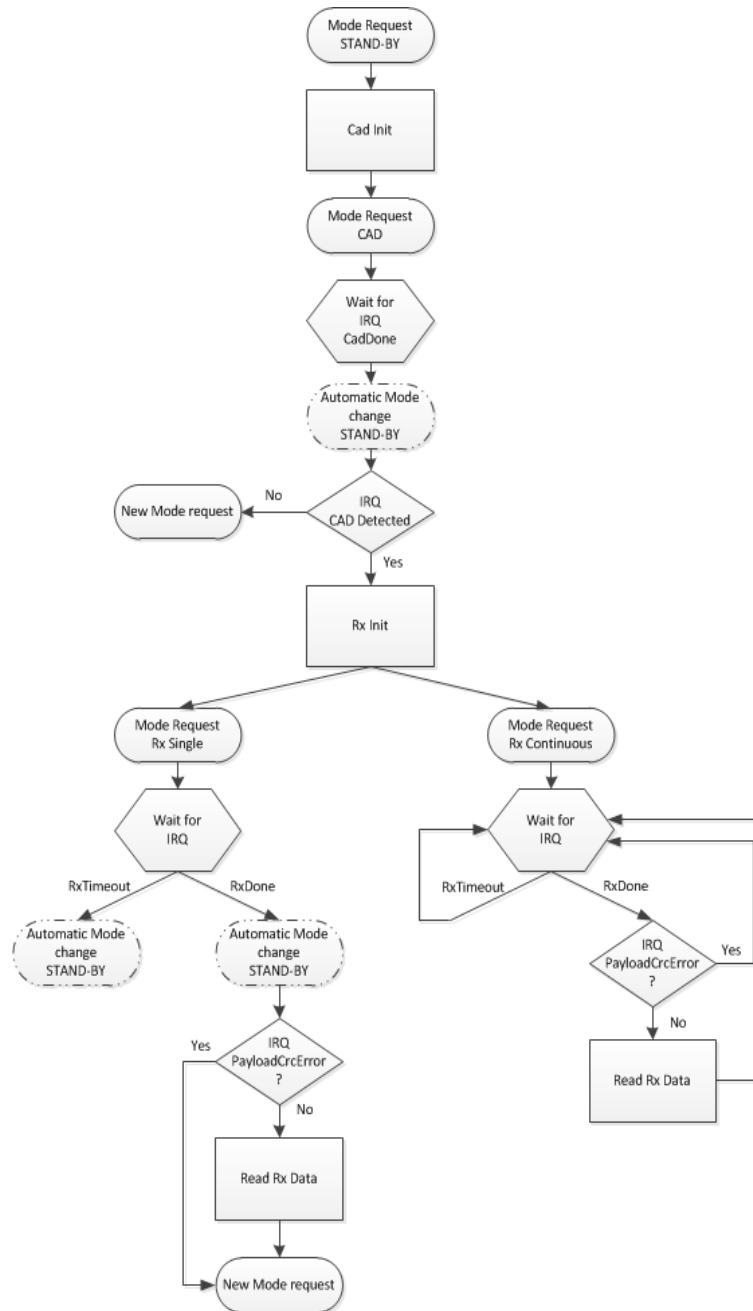 Mode Request
STAND-BY
Cad Init
Mode Request
CAD
Wait for
IRQ
CadDone
Automatic Mode
change
STAND-BY
IRQ
CAD Detected
No
New Mode request
Yes
Rx Init
Mode Request
Rx Single
Mode Request
Rx Continuous
Wait for
IRQ
Wait for
IRQ
RxTimeout
RxDone
RxTimeout
RxDone
Automatic Mode
change
STAND-BY
Automatic Mode
change
STAND-BY
IRQ
PayloadCrcError
?
Yes
No
Read Rx Data
IRQ
PayloadCrcError
?
Yes
No
Read Rx Data
New Mode request